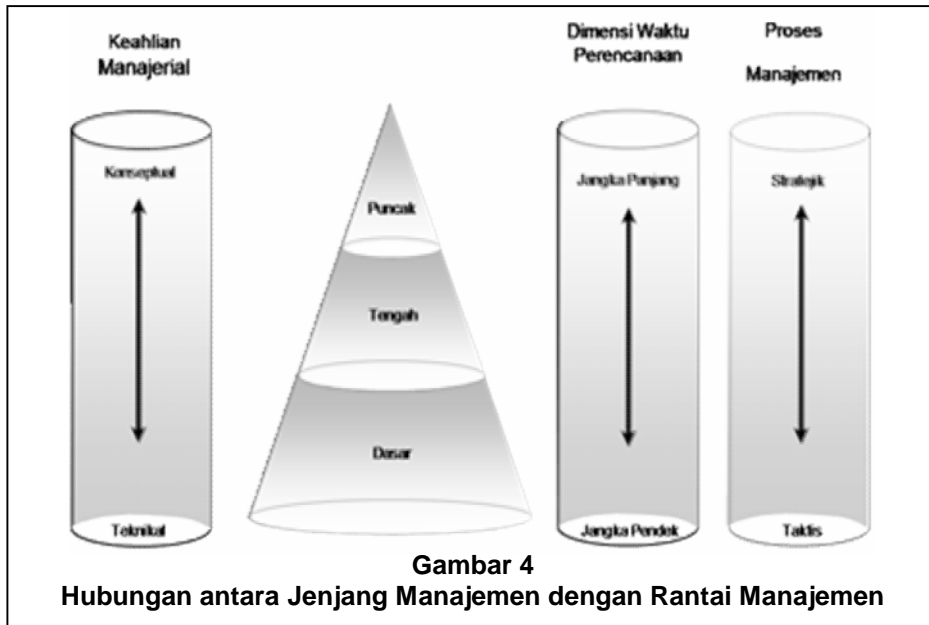 Keahlian
Manajerial
Dimensi Waktu
Perencanaan
Proses
Manajemen
Konseptual
Puncak
Jangka Panjang
Stratejik
Tengah
Dasar
Teknikal
Jangka Pendek
Taktis
Gambar 4
Hubungan antara Jenjang Manajemen dengan Rantai Manajemen